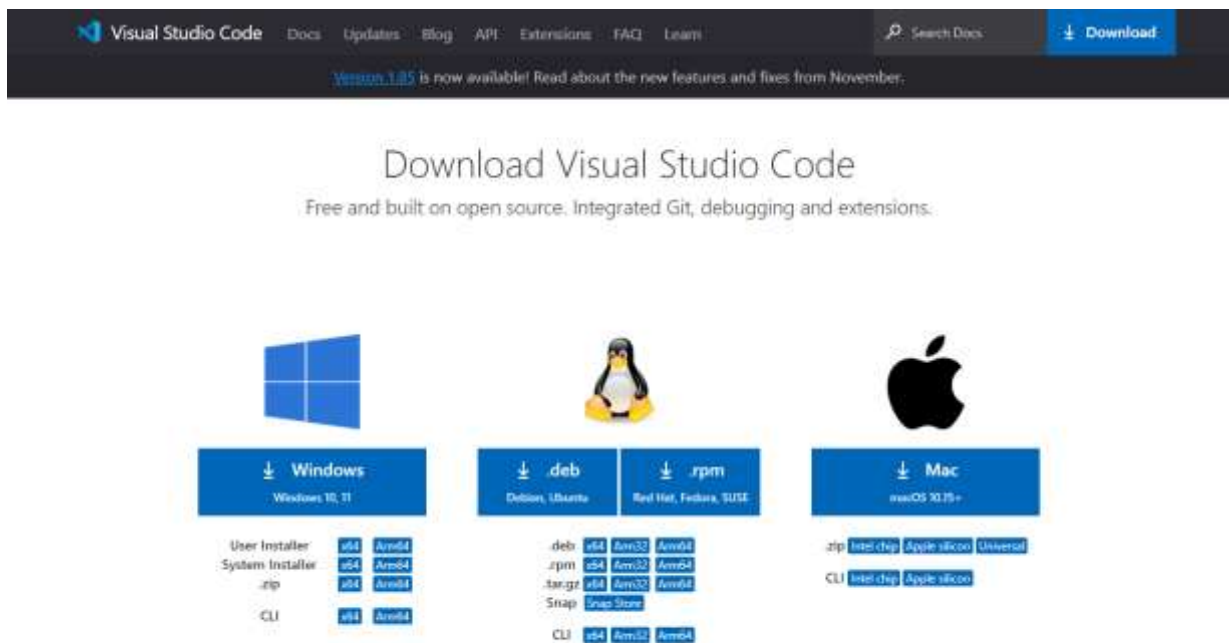 Visual Studio Code Docs Updates Blog API Extensions FAQ Learn Search Docs Download
Version 1.85 is now available! Read about the new features and fixes from November.
Download Visual Studio Code
Free and built on open source. Integrated Git, debugging and extensions.
Windows
Windows 10, 11
User Installer x64 Arm64
System Installer x64 Arm64
.zip x64 Arm64
CLI x64 Arm64
.deb
Debian, Ubuntu
.rpm
Red Hat, Fedora, SUSE
.deb x64 Arm32 Arm64
.rpm x64 Arm32 Arm64
.tar.gz x64 Arm32 Arm64
Snap Snap Store
CLI x64 Arm32 Arm64
Mac
macOS 10.15+
.zip Intel chip Apple silicon Universal
CLI Intel chip Apple silicon